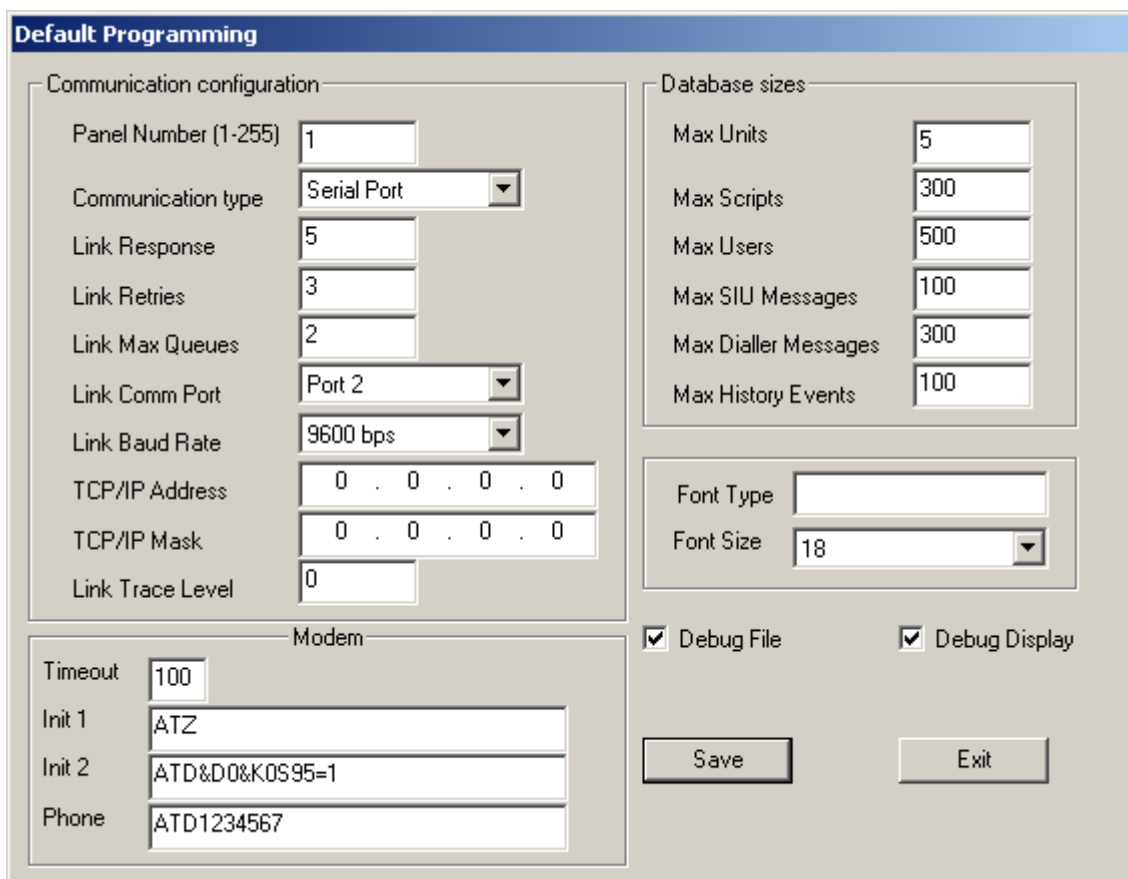 Default Programming
Communication configuration
Panel Number (1-255) 1
Communication type Serial Port
Link Response 5
Link Retries 3
Link Max Queues 2
Link Comm Port Port 2
Link Baud Rate 9600 bps
TCP/IP Address 0 . 0 . 0 . 0
TCP/IP Mask 0 . 0 . 0 . 0
Link Trace Level 0
Modem
Timeout 100
Init 1 ATZ
Init 2 ATD&D0&K0S95=1
Phone ATD1234567
Database sizes
Max Units 5
Max Scripts 300
Max Users 500
Max SIU Messages 100
Max Dialler Messages 300
Max History Events 100
Font Type
Font Size 18
Debug File Debug Display
Save Exit